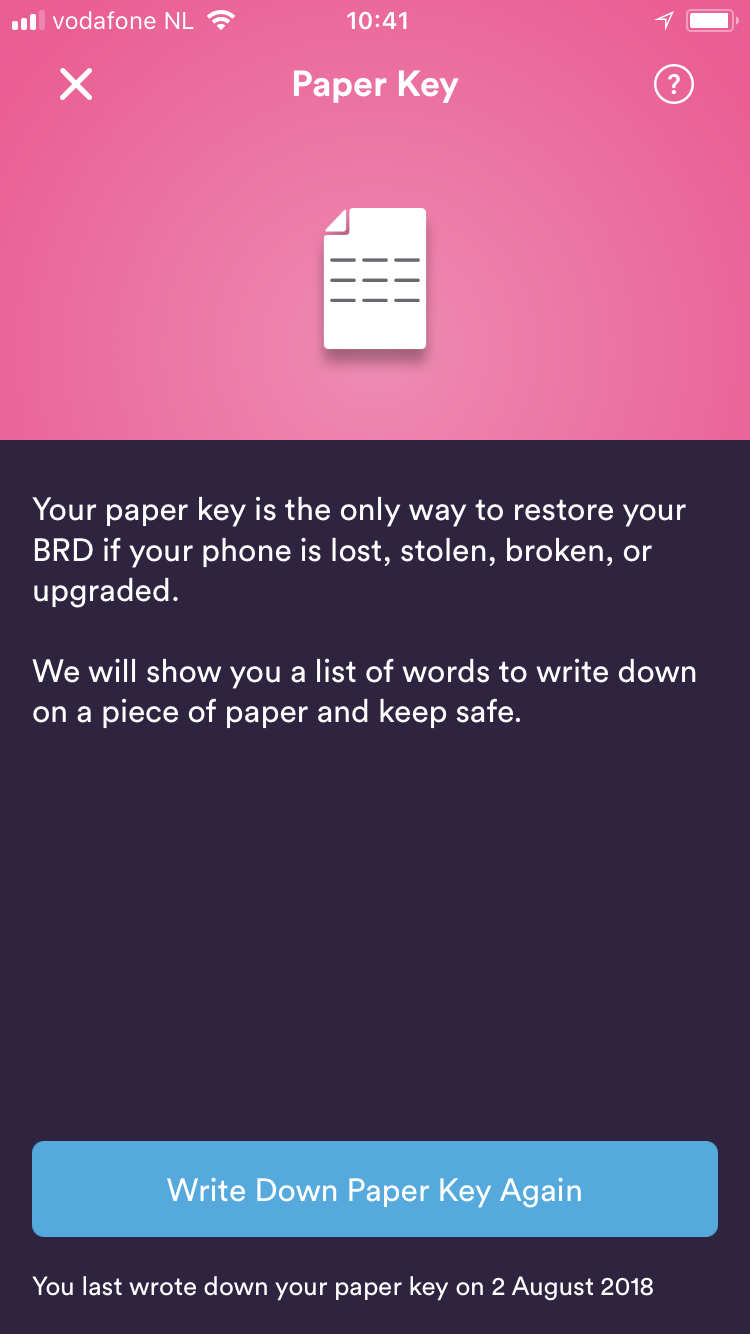 vodafone NL 10:41
Paper Key ?
Your paper key is the only way to restore your
BRD if your phone is lost, stolen, broken, or
upgraded.
We will show you a list of words to write down
on a piece of paper and keep safe.
Write Down Paper Key Again
You last wrote down your paper key on 2 August 2018